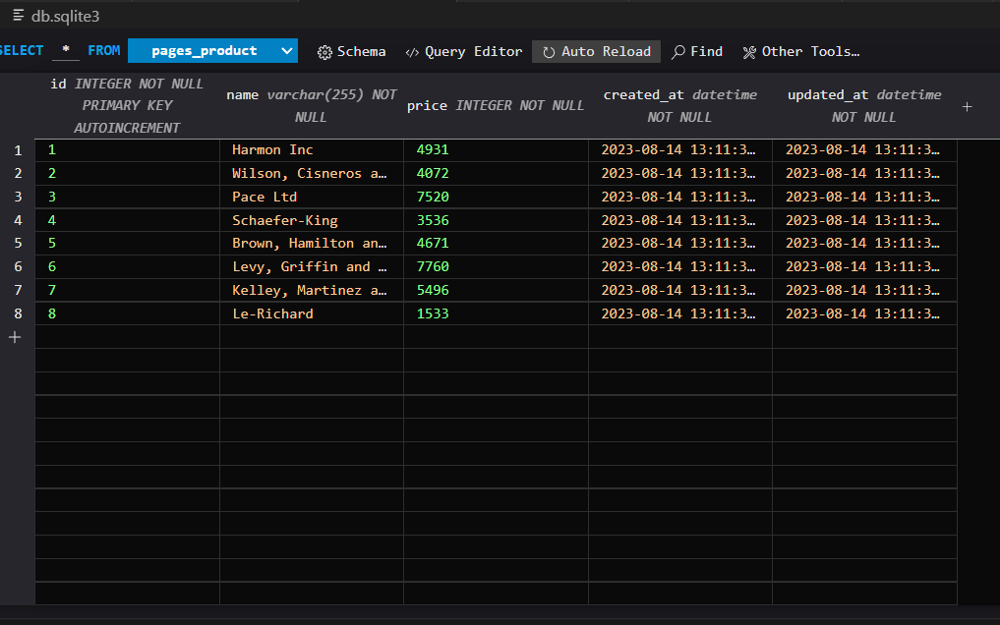 db.sqlite3
SELECT * FROM pages_product Schema </> Query Editor Auto Reload Find Other Tools…
id INTEGER NOT NULL PRIMARY KEY AUTOINCREMENT
name varchar(255) NOT NULL
price INTEGER NOT NULL
created_at datetime NOT NULL
updated_at datetime NOT NULL
+
1 1 Harmon Inc 4931 2023-08-14 13:11:3… 2023-08-14 13:11:3…
2 2 Wilson, Cisneros a… 4072 2023-08-14 13:11:3… 2023-08-14 13:11:3…
3 3 Pace Ltd 7520 2023-08-14 13:11:3… 2023-08-14 13:11:3…
4 4 Schaefer-King 3536 2023-08-14 13:11:3… 2023-08-14 13:11:3…
5 5 Brown, Hamilton an… 4671 2023-08-14 13:11:3… 2023-08-14 13:11:3…
6 6 Levy, Griffin and … 7760 2023-08-14 13:11:3… 2023-08-14 13:11:3…
7 7 Kelley, Martinez a… 5496 2023-08-14 13:11:3… 2023-08-14 13:11:3…
8 8 Le-Richard 1533 2023-08-14 13:11:3… 2023-08-14 13:11:3…
+